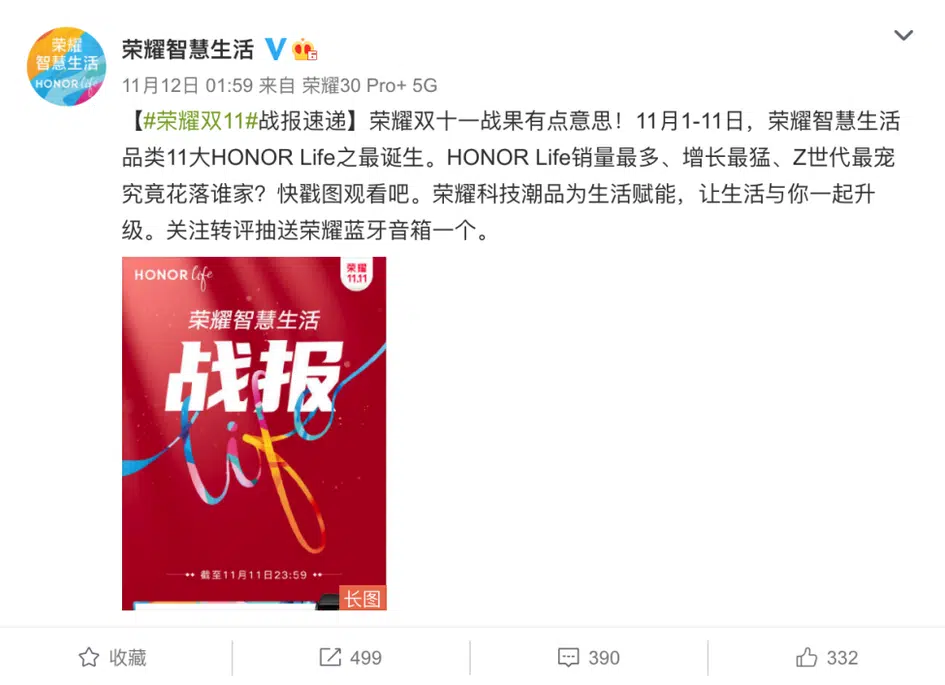 荣耀
智慧生活
HONOR life
荣耀智慧生活
11月12日 01:59 来自 荣耀30 Pro+ 5G
【#荣耀双11#战报速递】荣耀双十一战果有点意思！11月1-11日，荣耀智慧生活
品类11大HONOR Life之最诞生。HONOR Life销量最多、增长最猛、Z世代最宠
究竟花落谁家？快戳图观看吧。荣耀科技潮品为生活赋能，让生活与你一起升
级。关注转评抽送荣耀蓝牙音箱一个。
HONOR life
荣耀
11.11
荣耀智慧生活
战报
life
截至11月11日23:59
长图
收藏
499
390
332